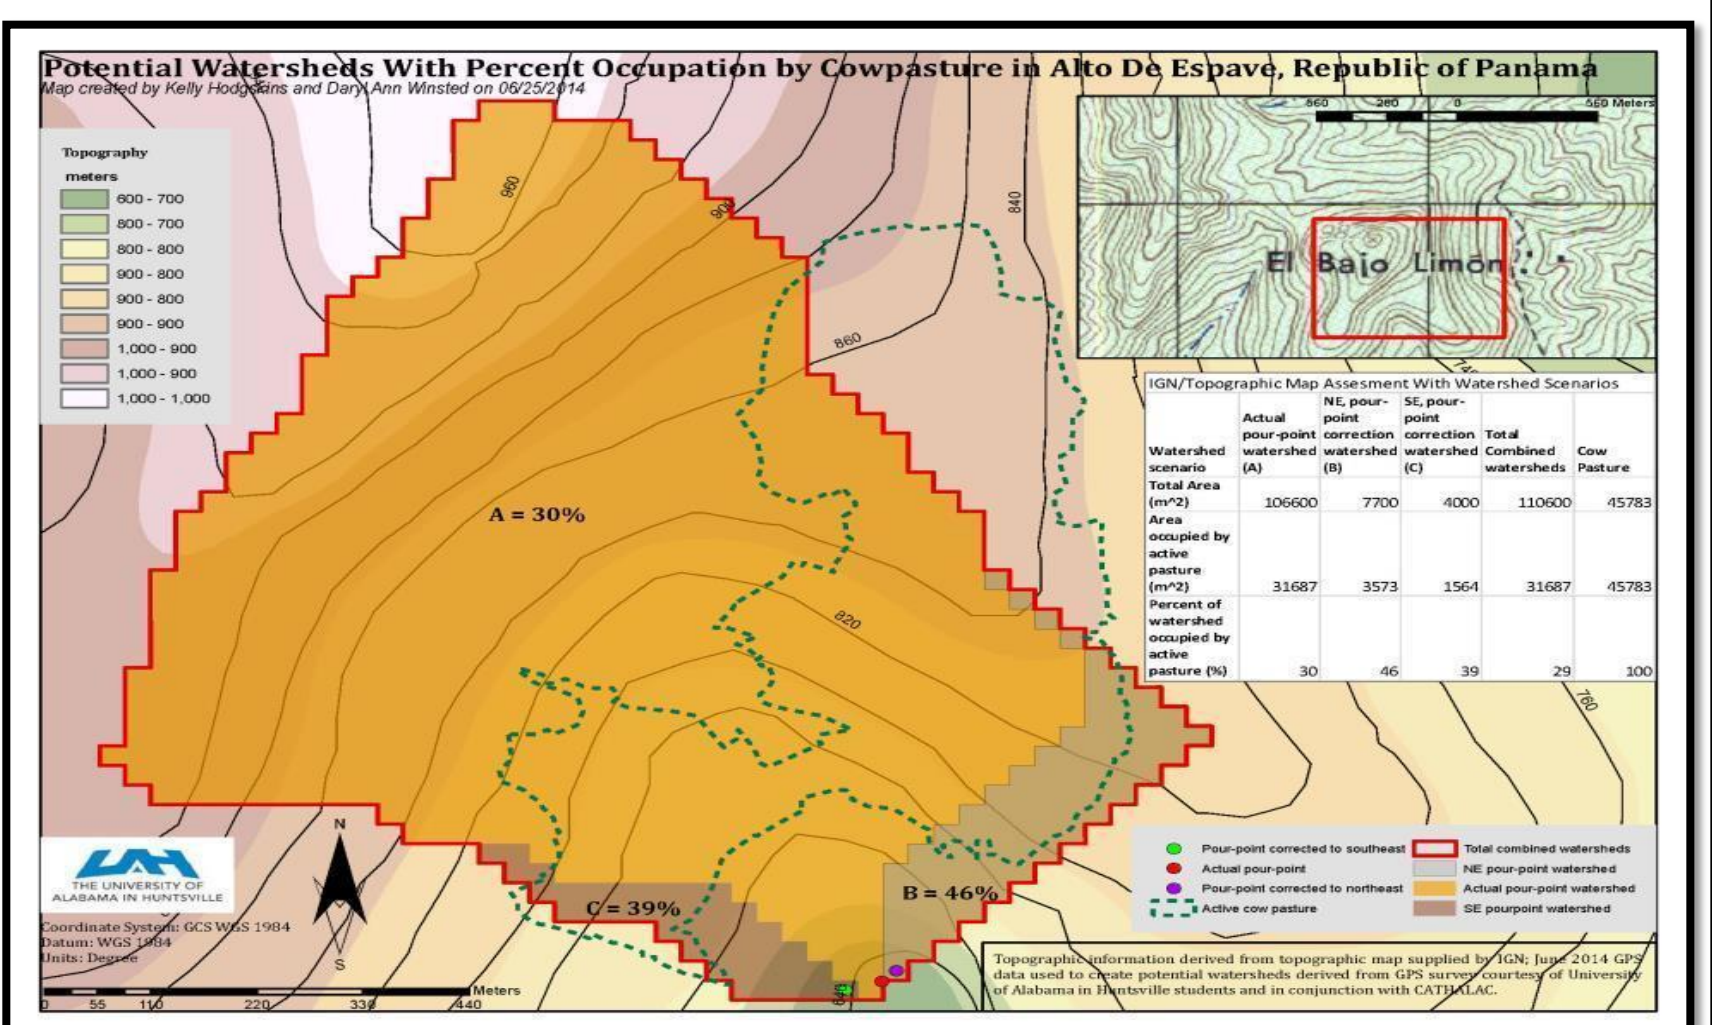 Potential Watersheds With Percent Occupation by Cowpasture in Alto De Espave, Republic of Panama
Map created by Kelly Hodgskins and Daryl Ann Winsted on 06/25/2014
Topography
meters
600 - 700
800 - 700
800 - 800
900 - 800
900 - 800
900 - 900
1,000 - 900
1,000 - 900
1,000 - 1,000
960
900
840
860
820
760
A = 30%
B = 46%
C = 39%
560 280 0 560 Meters
El Bajo Limón
IGN/Topographic Map Assesment With Watershed Scenarios
Watershed scenario
Actual pour-point watershed (A)
NE, pour-point correction watershed (B)
SE, pour-point correction watershed (C)
Total Combined watersheds
Cow Pasture
Total Area (m^2) 106600 7700 4000 110600 45783
Area occupied by active pasture (m^2) 31687 3573 1564 31687 45783
Percent of watershed occupied by active pasture (%) 30 46 39 29 100
UAH
THE UNIVERSITY OF
ALABAMA IN HUNTSVILLE
Coordinate System: GCS WGS 1984
Datum: WGS 1984
Units: Degree
N
S
Meters
0 55 110 220 330 440
Pour-point corrected to southeast
Actual pour-point
Pour-point corrected to northeast
Active cow pasture
Total combined watersheds
NE pour-point watershed
Actual pour-point watershed
SE pourpoint watershed
Topographic information derived from topographic map supplied by IGN; June 2014 GPS
data used to create potential watersheds derived from GPS survey courtesy of University
of Alabama in Huntsville students and in conjunction with CATHALAC.